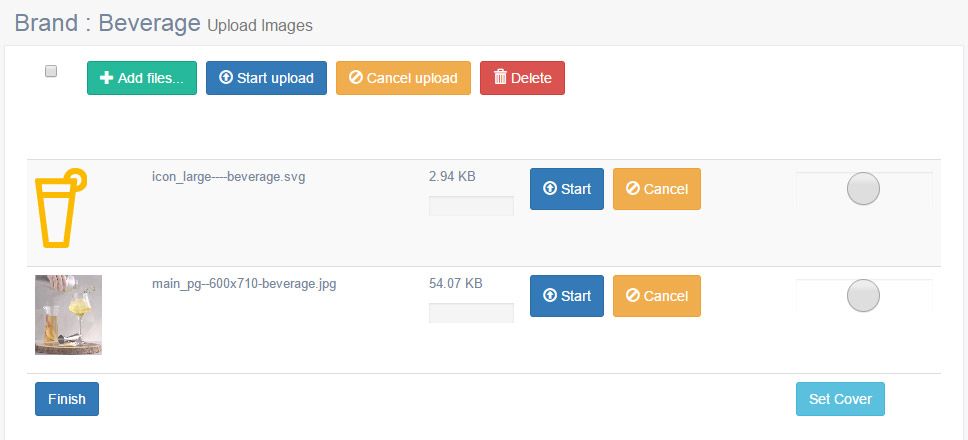 Brand : Beverage Upload Images
Add files... Start upload Cancel upload Delete
icon_large----beverage.svg 2.94 KB Start Cancel
main_pg--600x710-beverage.jpg 54.07 KB Start Cancel
Finish Set Cover